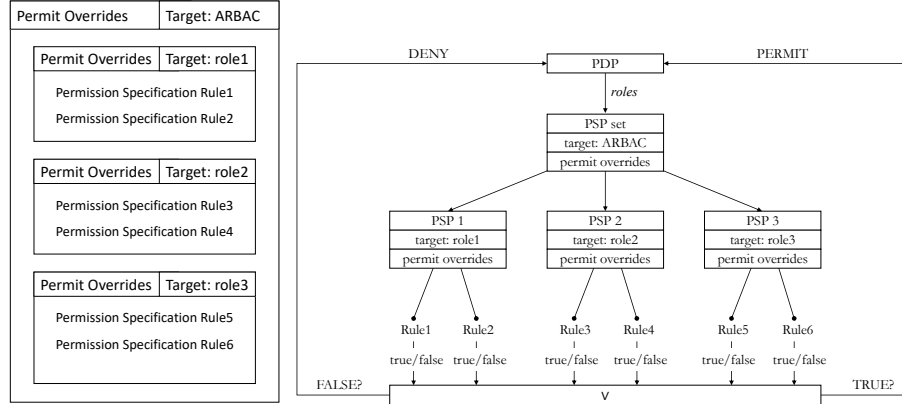 Permit Overrides Target: ARBAC
Permit Overrides Target: role1
Permission Specification Rule1
Permission Specification Rule2
Permit Overrides Target: role2
Permission Specification Rule3
Permission Specification Rule4
Permit Overrides Target: role3
Permission Specification Rule5
Permission Specification Rule6
DENY PERMIT
PDP
roles
PSP set
target: ARBAC
permit overrides
PSP 1 PSP 2 PSP 3
target: role1 target: role2 target: role3
permit overrides permit overrides permit overrides
Rule1 Rule2 Rule3 Rule4 Rule5 Rule6
true/false true/false true/false true/false true/false true/false
FALSE? TRUE?
V